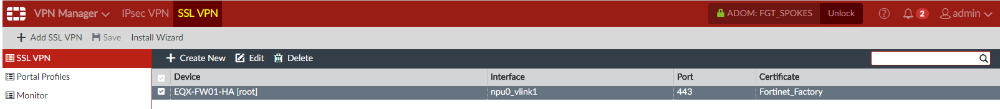 VPN Manager IPsec VPN SSL VPN ADOM: FGT_SPOKES Unlock 2 admin
Add SSL VPN Save Install Wizard
SSL VPN Create New Edit Delete
Portal Profiles Device Interface Port Certificate
Monitor EQX-FW01-HA [root] npu0_vlink1 443 Fortinet_Factory